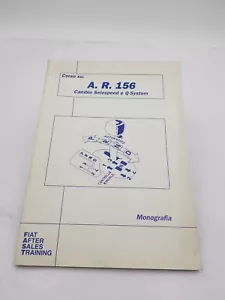 Corso su:
A. R. 156
Cambio Selespeed e Q-System
Monografia
FIAT
AFTER
SALES
TRAINING